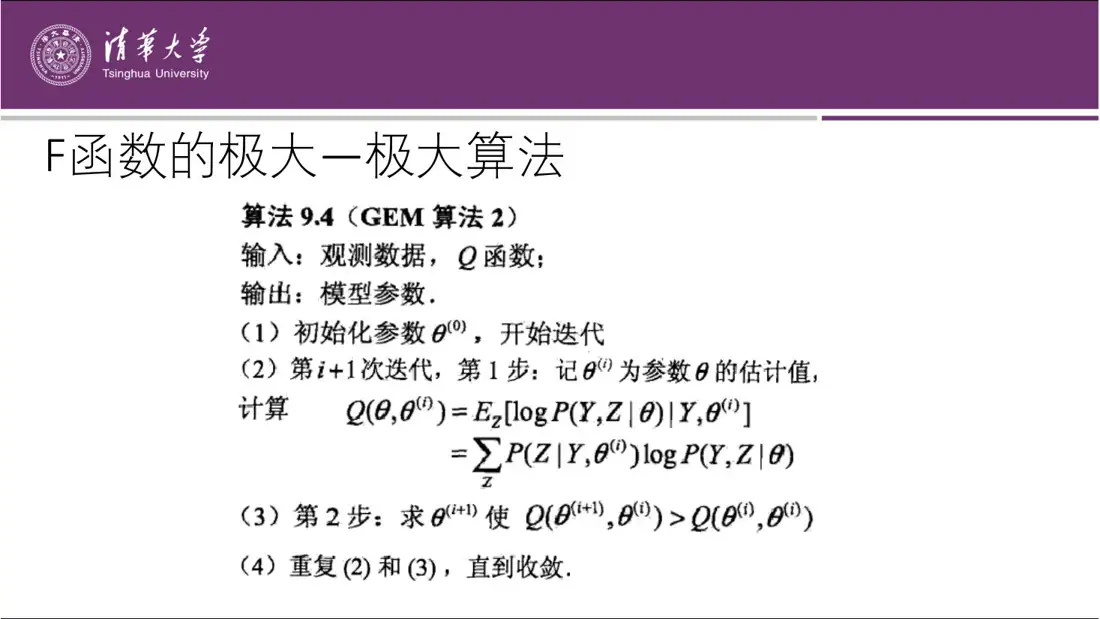 清华大学
Tsinghua University
F函数的极大—极大算法
算法 9.4（GEM 算法 2）
输入：观测数据，Q 函数；
输出：模型参数．
（1）初始化参数 θ^(0)，开始迭代
（2）第 i+1 次迭代，第 1 步：记 θ^(i) 为参数 θ 的估计值，
计算 Q(θ,θ^(i)) = E_Z[log P(Y,Z|θ)|Y,θ^(i)]
= ∑_Z P(Z|Y,θ^(i)) log P(Y,Z|θ)
（3）第 2 步：求 θ^(i+1) 使 Q(θ^(i+1),θ^(i)) > Q(θ^(i),θ^(i))
（4）重复 (2) 和 (3)，直到收敛．